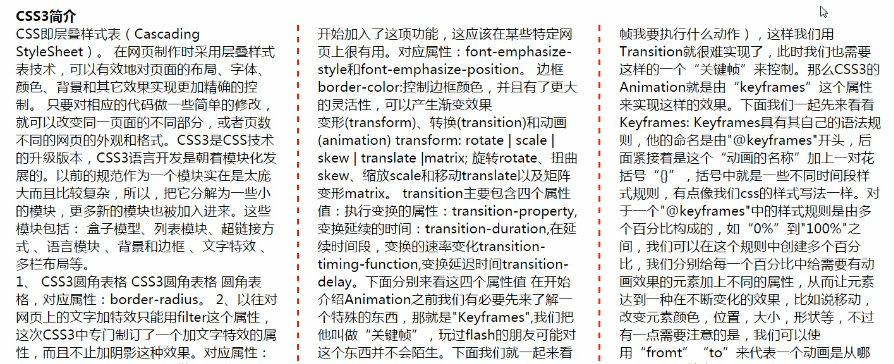 CSS3简介
CSS即层叠样式表（Cascading
StyleSheet）。 在网页制作时采用层叠样式
表技术，可以有效地对页面的布局、字体、
颜色、背景和其它效果实现更加精确的控
制。 只要对相应的代码做一些简单的修改，
就可以改变同一页面的不同部分，或者页数
不同的网页的外观和格式。CSS3是CSS技术
的升级版本，CSS3语言开发是朝着模块化发
展的。以前的规范作为一个模块实在是太庞
大而且比较复杂，所以，把它分解为一些小
的模块，更多新的模块也被加入进来。这些
模块包括： 盒子模型、列表模块、超链接方
式 、语言模块 、背景和边框 、文字特效 、
多栏布局等。
1、 CSS3圆角表格 CSS3圆角表格 圆角表
格，对应属性：border-radius。 2、以往对
网页上的文字加特效只能用filter这个属性，
这次CSS3中专门制订了一个加文字特效的属
性，而且不止加阴影这种效果。对应属性：
开始加入了这项功能，这应该在某些特定网
页上很有用。对应属性：font-emphasize-
style和font-emphasize-position。 边框
border-color:控制边框颜色，并且有了更大
的灵活性，可以产生渐变效果
变形(transform)、转换(transition)和动画
(animation) transform: rotate | scale |
skew | translate |matrix; 旋转rotate、扭曲
skew、缩放scale和移动translate以及矩阵
变形matrix。 transition主要包含四个属性
值：执行变换的属性：transition-property,
变换延续的时间：transition-duration,在延
续时间段，变换的速率变化transition-
timing-function,变换延迟时间transition-
delay。下面分别来看这四个属性值 在开始
介绍Animation之前我们有必要先来了解一
个特殊的东西，那就是"Keyframes",我们把
他叫做“关键帧”，玩过flash的朋友可能对
这个东西并不会陌生。下面我们就一起来看
帧我要执行什么动作），这样我们用
Transition就很难实现了，此时我们也需要
这样的一个“关键帧”来控制。那么CSS3的
Animation就是由“keyframes”这个属性
来实现这样的效果。下面我们一起先来看看
Keyframes: Keyframes具有其自己的语法规
则，他的命名是由"@keyframes"开头，后
面紧接着是这个“动画的名称”加上一对花
括号“{}”，括号中就是一些不同时间段样
式规则，有点像我们css的样式写法一样。对
于一个"@keyframes"中的样式规则是由多
个百分比构成的，如“0%”到"100%"之
间，我们可以在这个规则中创建多个百分
比，我们分别给每一个百分比中给需要有动
画效果的元素加上不同的属性，从而让元素
达到一种在不断变化的效果，比如说移动，
改变元素颜色，位置，大小，形状等，不过
有一点需要注意的是，我们可以使
用“fromt”“to”来代表一个动画是从哪